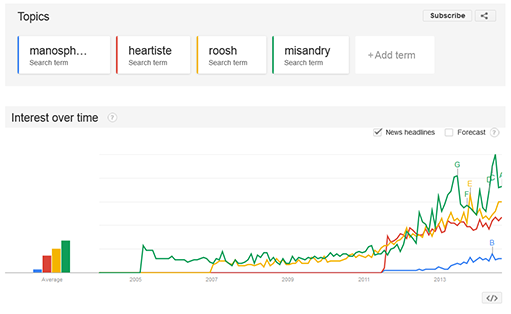 Topics
Subscribe
manosph...
Search term
heartiste
Search term
roosh
Search term
misandry
Search term
+Add term
Interest over time ?
News headlines
Forecast ?
G
D
C
A
E
F
B
Average
2005
2007
2009
2011
2013
</>